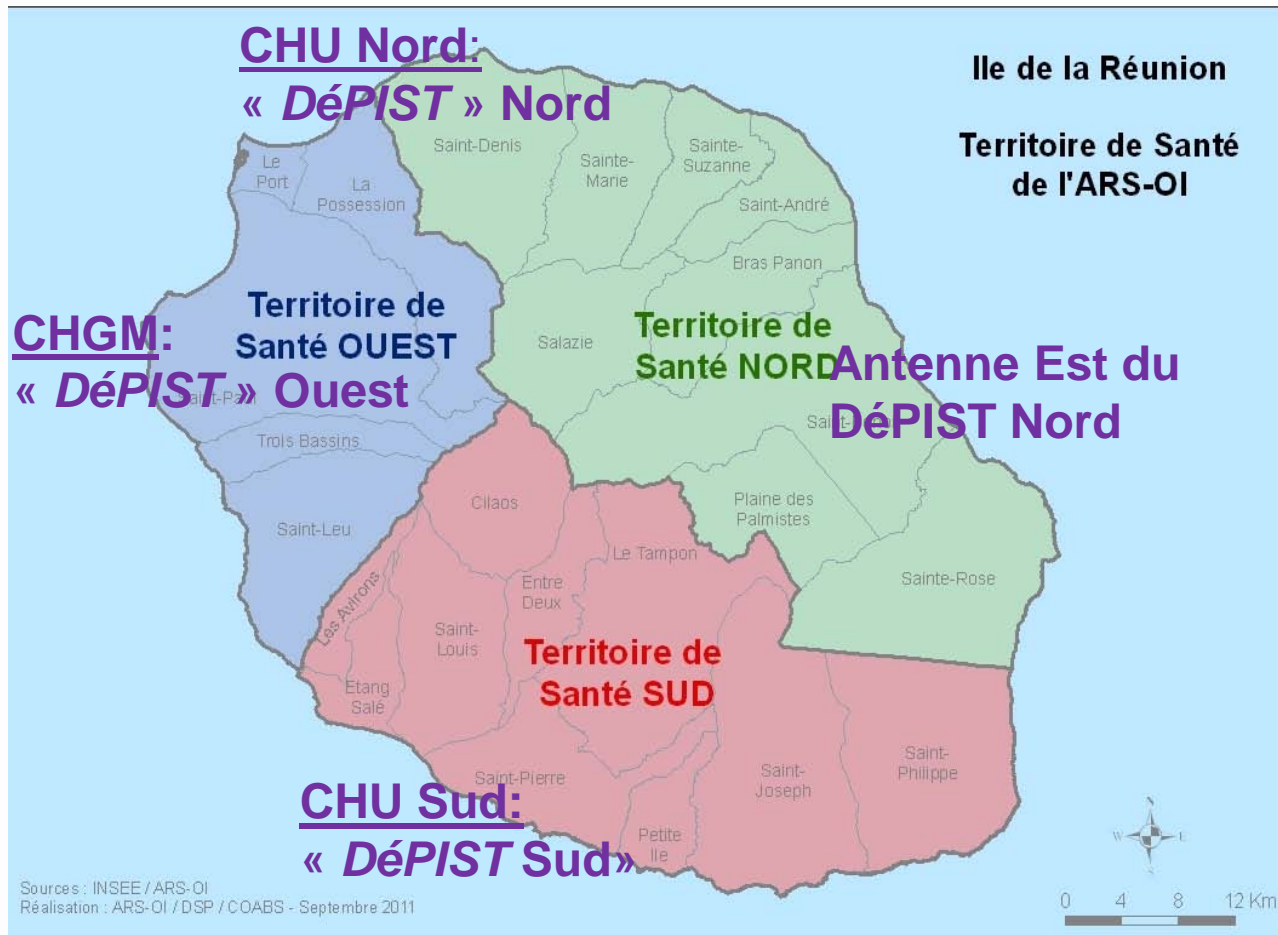 CHU Nord:
« DéPIST » Nord
Ile de la Réunion
Territoire de Santé
de l'ARS-OI
Saint-Denis
Sainte-
Marie
Sainte-
Suzanne
Le
Port
La
Possession
Saint-André
Bras Panon
Territoire de
Santé OUEST
Territoire de
Santé NORD
Salazie
CHGM:
« DéPIST » Ouest
Antenne Est du
DéPIST Nord
Trois Bassins
Saint-Leu
Cilaos
Plaine des
Palmistes
Le Tampon
Sainte-Rose
Les Avirons
Entre
Deux
Saint-
Louis
Territoire de
Santé SUD
Etang
Salé
Saint-Pierre
Saint-
Joseph
Saint-
Philippe
CHU Sud:
« DéPIST Sud»
Petite
Ile
N
W
E
S
Sources : INSEE / ARS-OI
Réalisation : ARS-OI / DSP / COABS - Septembre 2011
0 4 8 12 Km